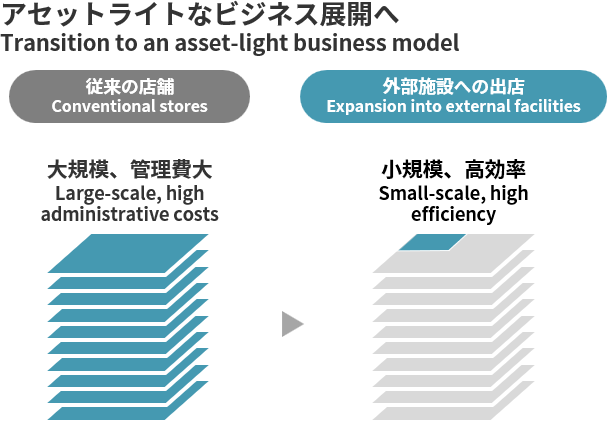 アセットライトなビジネス展開へ
Transition to an asset-light business model
従来の店舗
Conventional stores
外部施設への出店
Expansion into external facilities
大規模、管理費大
Large-scale, high
administrative costs
小規模、高効率
Small-scale, high
efficiency